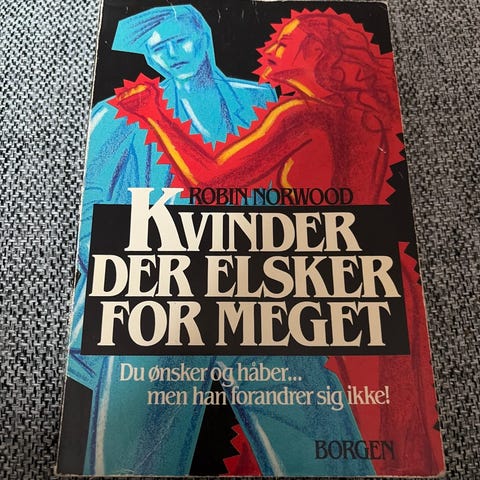 ROBIN NORWOOD
KVINDER
DER ELSKER
FOR MEGET
Du ønsker og håber...
men han forandrer sig ikke!
BORGEN